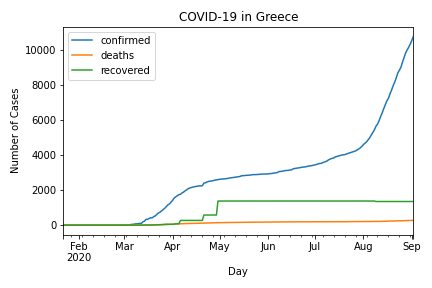 COVID-19 in Greece
confirmed
deaths
recovered
Number of Cases
10000
8000
6000
4000
2000
0
Feb Mar Apr May Jun Jul Aug Sep
2020
Day